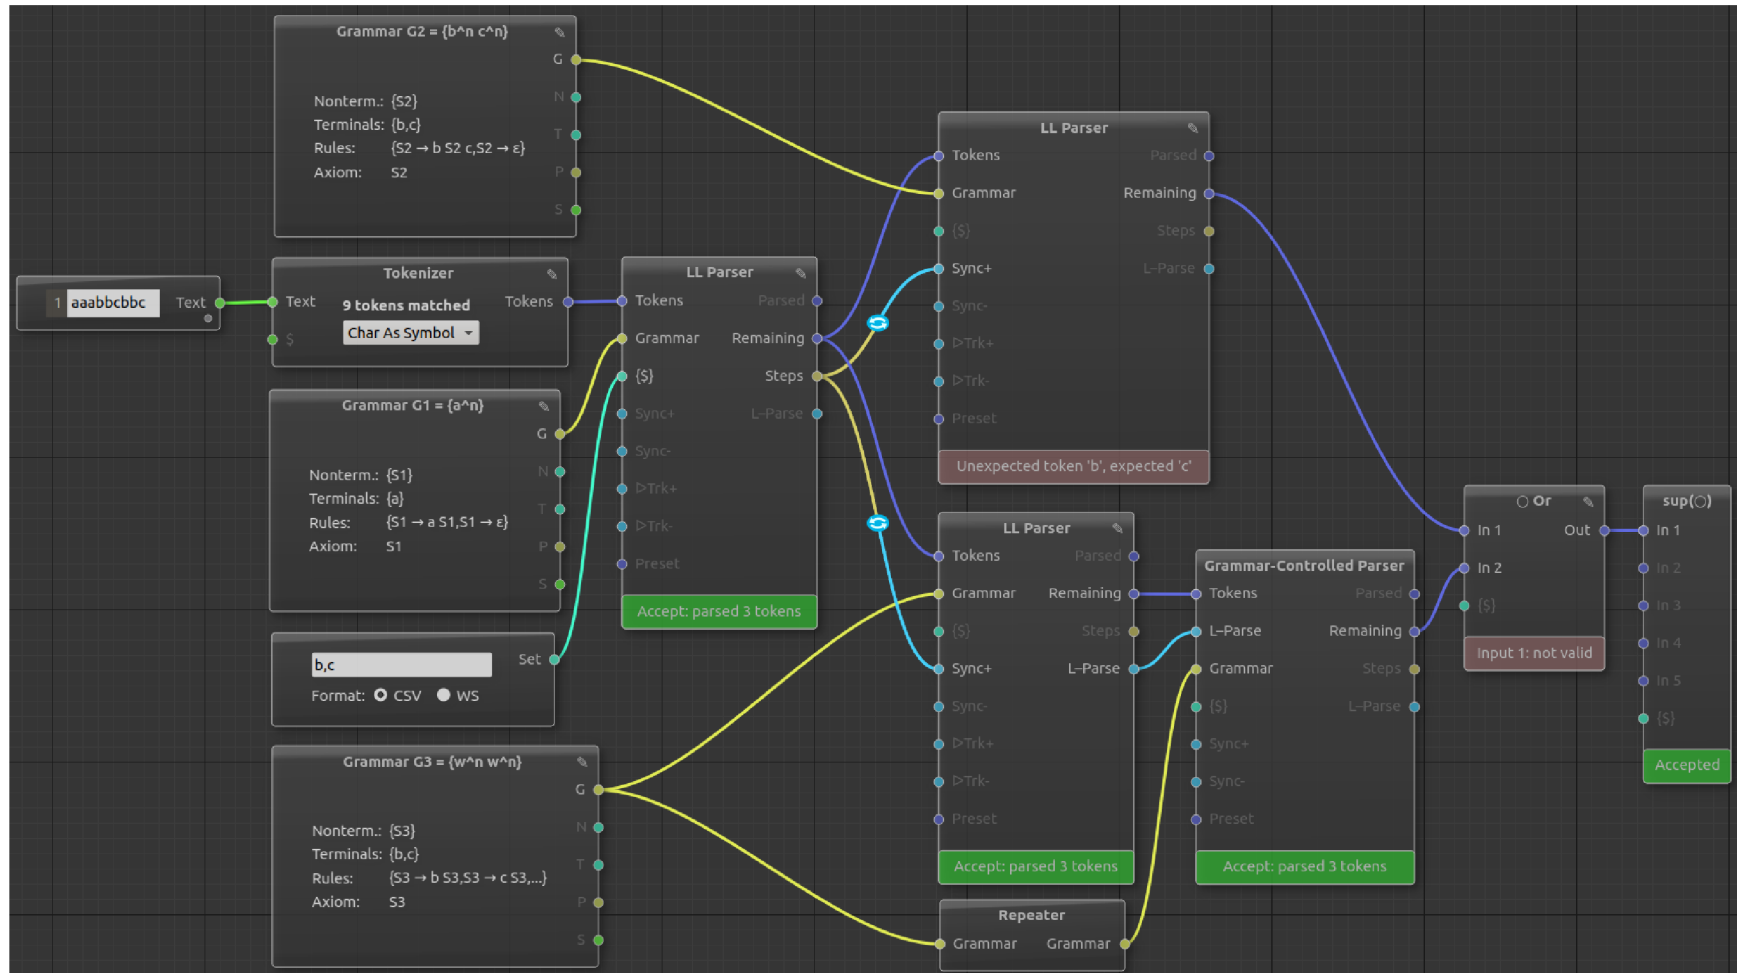 Grammar G2 = {b^n c^n}
G
N
Nonterm.: {S2}
Terminals: {b,c}
T
Rules: {S2 → b S2 c,S2 → ε}
Axiom: S2
P
S
1 aaabbcbbc Text
Tokenizer
Text 9 tokens matched Tokens
$ Char As Symbol
Grammar G1 = {a^n}
G
Nonterm.: {S1}
N
Terminals: {a}
T
Rules: {S1 → a S1,S1 → ε}
Axiom: S1
P
S
b,c Set
Format: CSV WS
Grammar G3 = {w^n w^n}
G
Nonterm.: {S3}
N
Terminals: {b,c}
T
Rules: {S3 → b S3,S3 → c S3,...}
Axiom: S3
P
S
LL Parser
Tokens Parsed
Grammar Remaining
{$} Steps
Sync+ L–Parse
Sync-
▷Trk+
▷Trk-
Preset
Accept: parsed 3 tokens
LL Parser
Tokens Parsed
Grammar Remaining
{$} Steps
Sync+ L–Parse
Sync-
▷Trk+
▷Trk-
Preset
Unexpected token 'b', expected 'c'
LL Parser
Tokens Parsed
Grammar Remaining
{$} Steps
Sync+ L–Parse
Sync-
▷Trk+
▷Trk-
Preset
Accept: parsed 3 tokens
Repeater
Grammar Grammar
Grammar-Controlled Parser
Tokens Parsed
L–Parse Remaining
Grammar Steps
{$} L–Parse
Sync+
Sync-
Preset
Accept: parsed 3 tokens
○ Or
In 1 Out
In 2
{$}
Input 1: not valid
sup(○)
In 1
In 2
In 3
In 4
In 5
{$}
Accepted